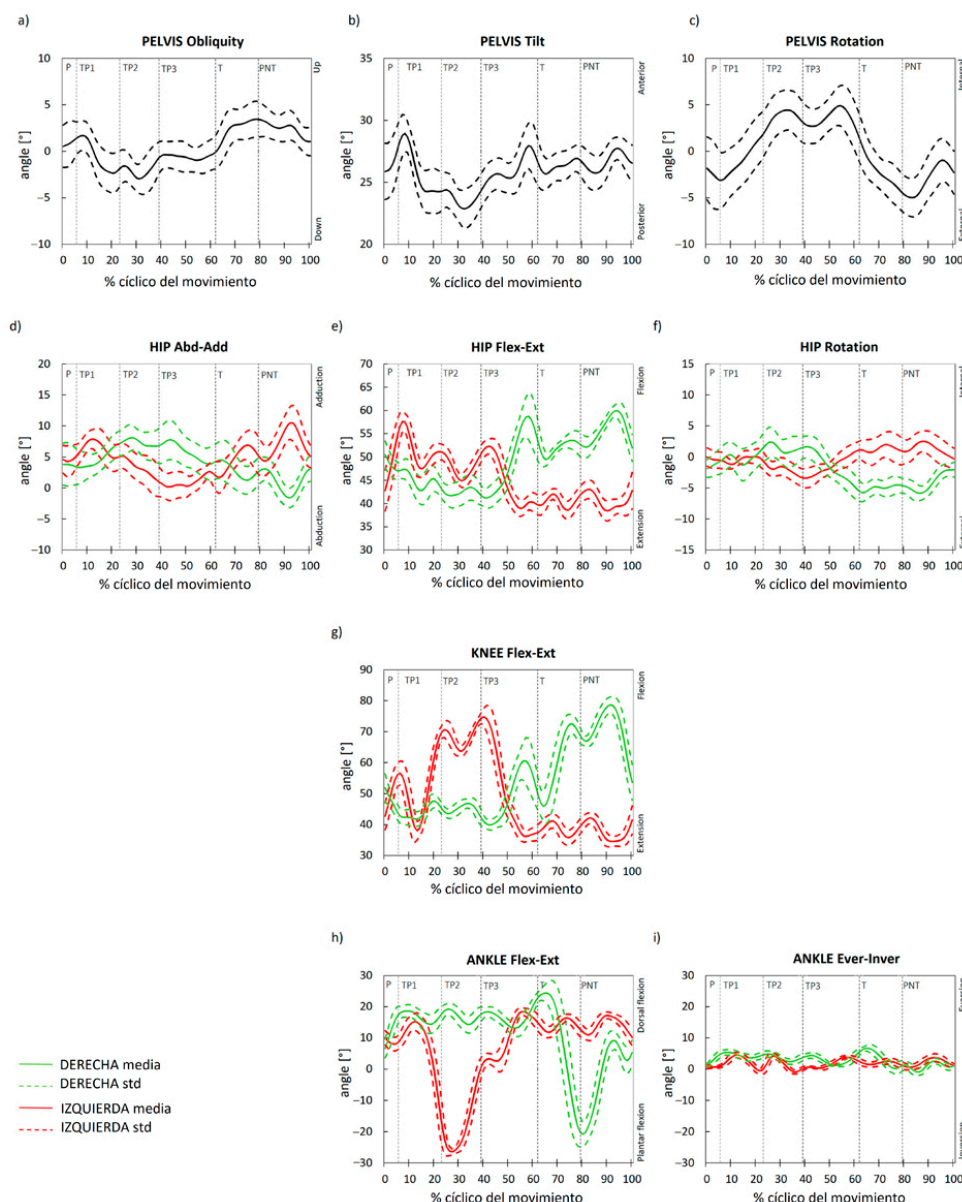 a)
PELVIS Obliquity
P TP1 TP2 TP3 T PNT
Up
Down
angle [°]
10
5
0
−5
−10
0 10 20 30 40 50 60 70 80 90 100
% cíclico del movimiento
b)
PELVIS Tilt
P TP1 TP2 TP3 T PNT
Anterior
Posterior
angle [°]
32
30
28
26
24
22
20
0 10 20 30 40 50 60 70 80 90 100
% cíclico del movimiento
c)
PELVIS Rotation
P TP1 TP2 TP3 T PNT
angle [°]
10
5
0
−5
−10
0 10 20 30 40 50 60 70 80 90 100
% cíclico del movimiento
d)
HIP Abd-Add
P TP1 TP2 TP3 T PNT
Adduction
Abduction
angle [°]
20
15
10
5
0
−5
−10
0 10 20 30 40 50 60 70 80 90 100
% cíclico del movimiento
e)
HIP Flex-Ext
P TP1 TP2 TP3 T PNT
Flexion
Extension
angle [°]
70
65
60
55
50
45
40
35
30
0 10 20 30 40 50 60 70 80 90 100
% cíclico del movimiento
f)
HIP Rotation
P TP1 TP2 TP3 T PNT
angle [°]
15
10
5
0
−5
−10
−15
0 10 20 30 40 50 60 70 80 90 100
% cíclico del movimiento
g)
KNEE Flex-Ext
P TP1 TP2 TP3 T PNT
Flexion
Extension
angle [°]
90
80
70
60
50
40
30
0 10 20 30 40 50 60 70 80 90 100
% cíclico del movimiento
h)
ANKLE Flex-Ext
P TP1 TP2 TP3 T PNT
Dorsal flexion
Plantar flexion
angle [°]
30
20
10
0
−10
−20
−30
0 10 20 30 40 50 60 70 80 90 100
% cíclico del movimiento
i)
ANKLE Ever-Inver
P TP1 TP2 TP3 T PNT
angle [°]
30
20
10
0
−10
−20
−30
0 10 20 30 40 50 60 70 80 90 100
% cíclico del movimiento
DERECHA media
DERECHA std
IZQUIERDA media
IZQUIERDA std